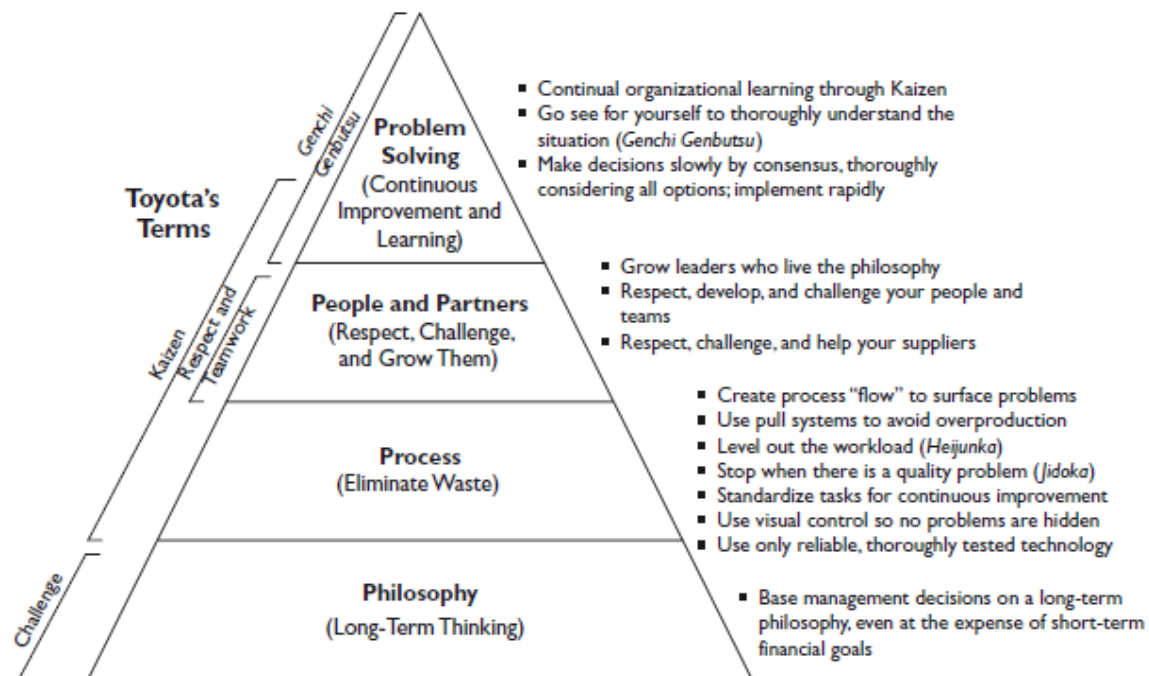 Toyota's
Terms
Genchi
Genbutsu
Kaizen
Respect and
Teamwork
Challenge
Problem
Solving
(Continuous
Improvement and
Learning)
▪ Continual organizational learning through Kaizen
▪ Go see for yourself to thoroughly understand the
situation (Genchi Genbutsu)
▪ Make decisions slowly by consensus, thoroughly
considering all options; implement rapidly
People and Partners
(Respect, Challenge,
and Grow Them)
▪ Grow leaders who live the philosophy
▪ Respect, develop, and challenge your people and
teams
▪ Respect, challenge, and help your suppliers
Process
(Eliminate Waste)
▪ Create process “flow” to surface problems
▪ Use pull systems to avoid overproduction
▪ Level out the workload (Heijunka)
▪ Stop when there is a quality problem (Jidoka)
▪ Standardize tasks for continuous improvement
▪ Use visual control so no problems are hidden
▪ Use only reliable, thoroughly tested technology
Philosophy
(Long-Term Thinking)
▪ Base management decisions on a long-term
philosophy, even at the expense of short-term
financial goals